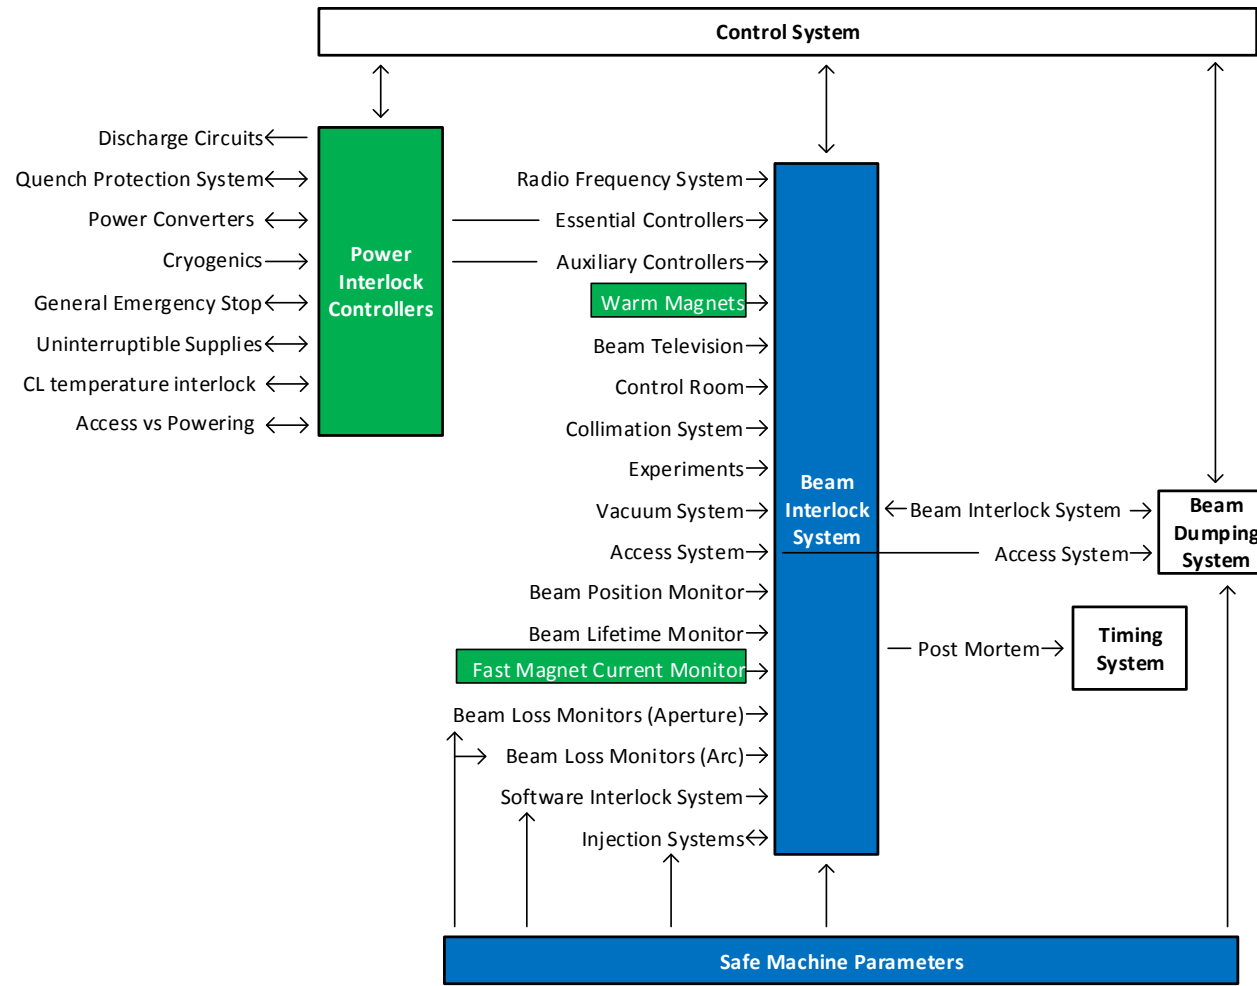 Control System
Discharge Circuits
Quench Protection System
Power Converters
Cryogenics
General Emergency Stop
Uninterruptible Supplies
CL temperature interlock
Access vs Powering
Power
Interlock
Controllers
Radio Frequency System
Essential Controllers
Auxiliary Controllers
Warm Magnets
Beam Television
Control Room
Collimation System
Experiments
Vacuum System
Access System
Beam Position Monitor
Beam Lifetime Monitor
Fast Magnet Current Monitor
Beam Loss Monitors (Aperture)
Beam Loss Monitors (Arc)
Software Interlock System
Injection Systems
Beam
Interlock
System
Beam Interlock System
Access System
Beam
Dumping
System
Post Mortem
Timing
System
Safe Machine Parameters